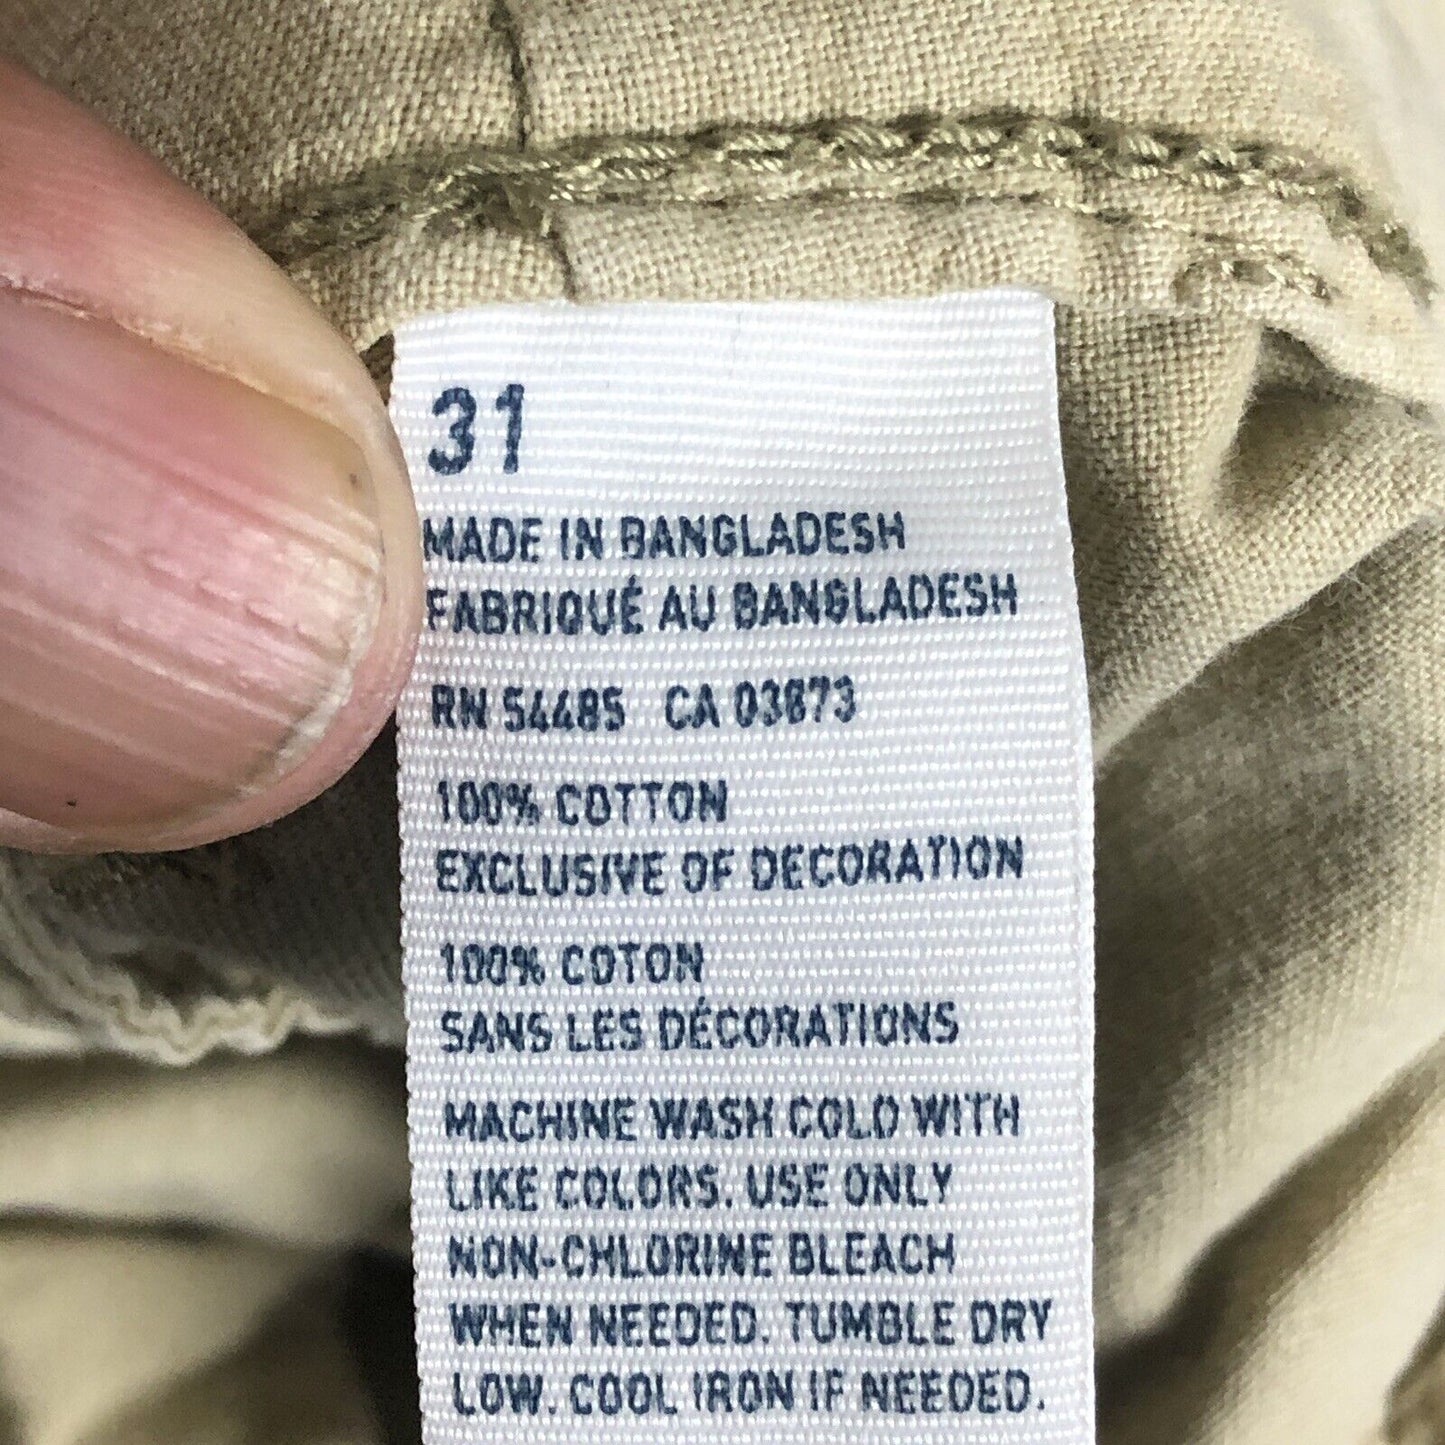 31
MADE IN BANGLADESH
FABRIQUÉ AU BANGLADESH
RN 54485 CA 03873
100% COTTON
EXCLUSIVE OF DECORATION
100% COTON
SANS LES DÉCORATIONS
MACHINE WASH COLD WITH
LIKE COLORS. USE ONLY
NON-CHLORINE BLEACH
WHEN NEEDED. TUMBLE DRY
LOW. COOL IRON IF NEEDED.